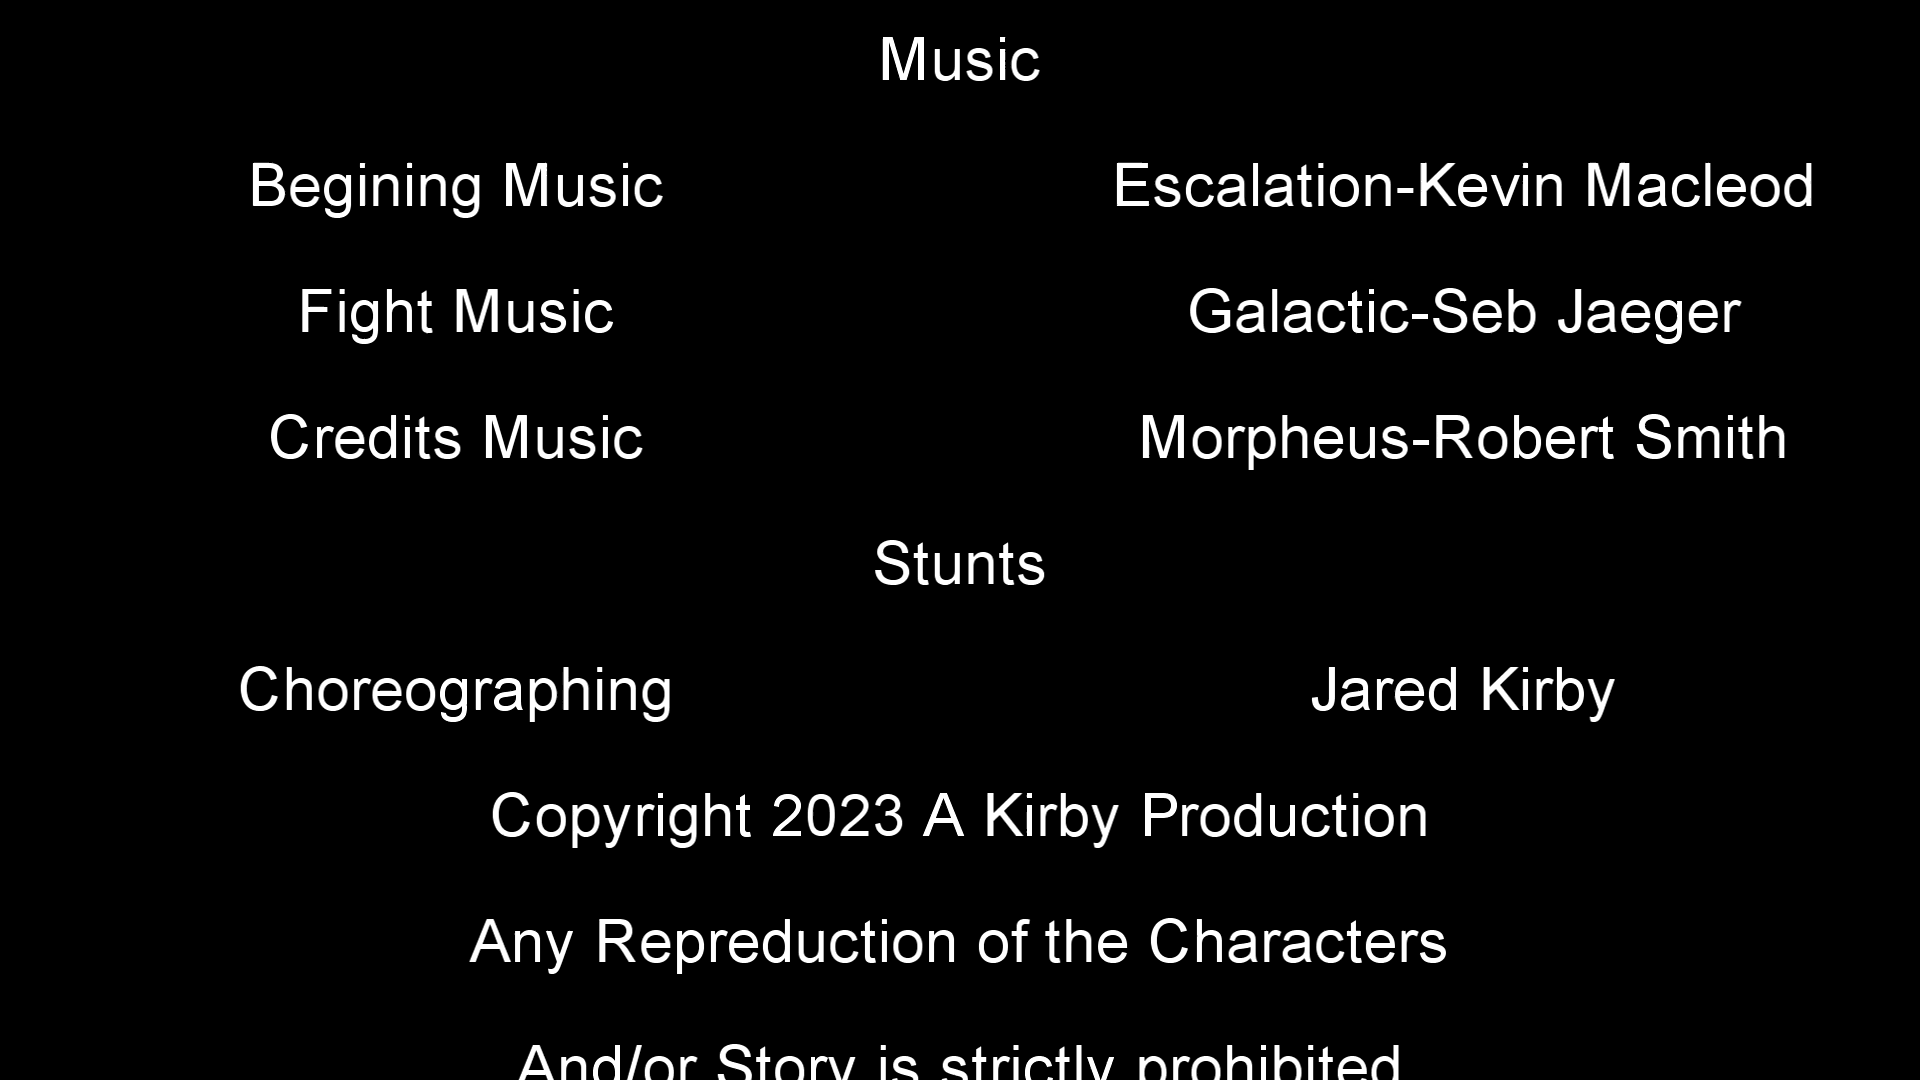 Music
Begining Music Escalation-Kevin Macleod
Fight Music Galactic-Seb Jaeger
Credits Music Morpheus-Robert Smith
Stunts
Choreographing Jared Kirby
Copyright 2023 A Kirby Production
Any Repreduction of the Characters
And/or Story is strictly prohibited